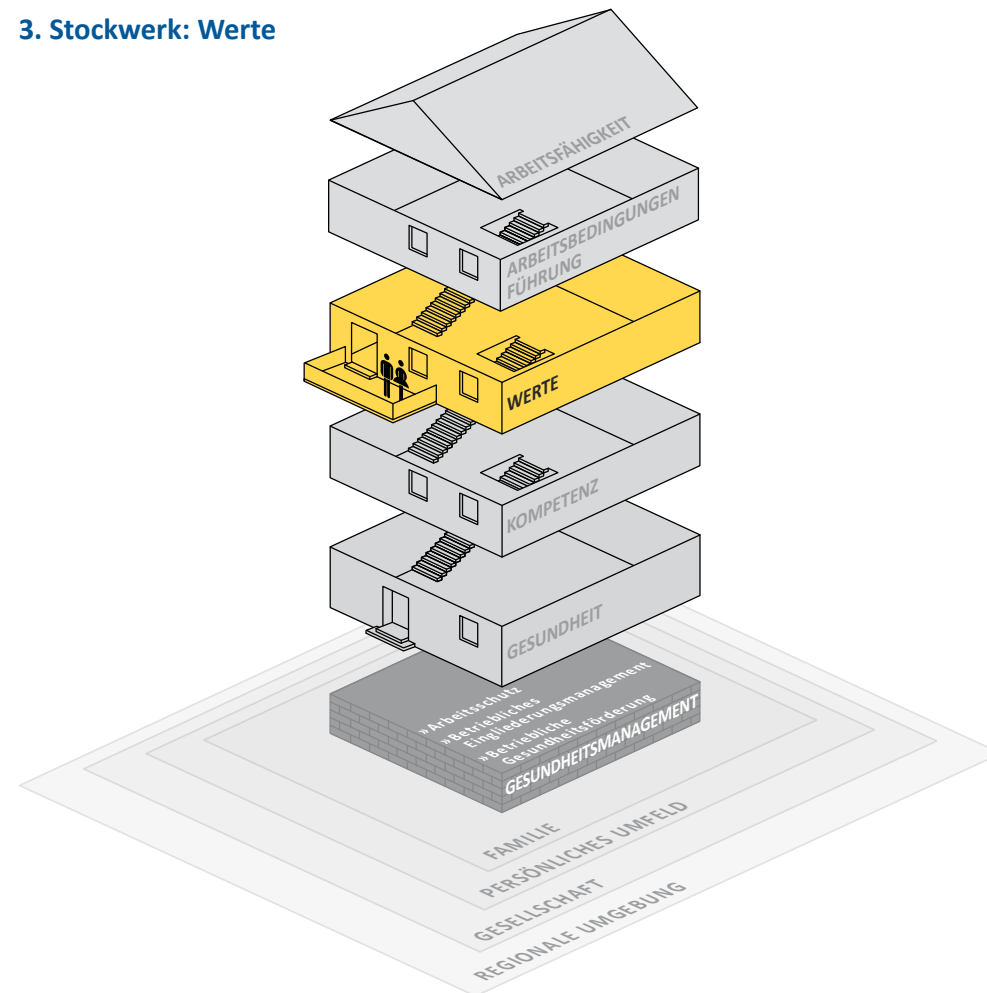 3. Stockwerk: Werte
ARBEITSFÄHIGKEIT
ARBEITSBEDINGUNGEN
FÜHRUNG
WERTE
KOMPETENZ
GESUNDHEIT
» Arbeitsschutz
» Betriebliches
Eingliederungsmanagement
» Betriebliche
Gesundheitsförderung
GESUNDHEITSMANAGEMENT
FAMILIE
PERSÖNLICHES UMFELD
GESELLSCHAFT
REGIONALE UMGEBUNG